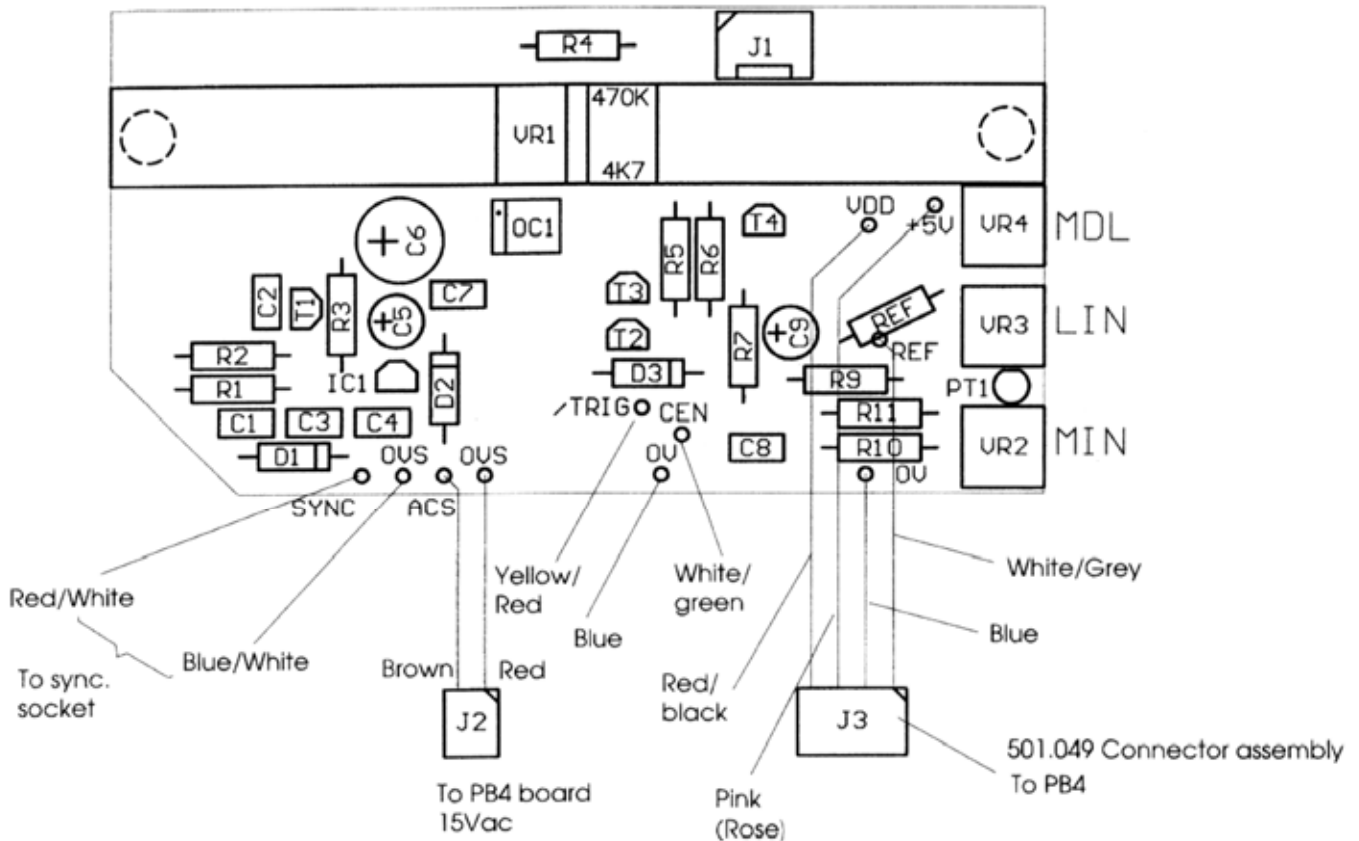 R4
J1
470K
VR1
4K7
VDD
+5V
VR4 MDL
C6
OC1
T4
R5
R6
C2
T1
R3
C7
C5
T3
C9
REF
VR3 LIN
R2
T2
R7
REF
R1
IC1
D2
D3
R9
PT1
C1
C3
C4
/TRIG
CEN
R11
D1
0VS
0VS
0V
C8
R10
VR2 MIN
SYNC
ACS
0V
Red/White
Blue/White
To sync.
socket
Brown
Red
Yellow/
Red
Blue
White/
green
Red/
black
White/Grey
Blue
J2
J3
To PB4 board
15Vac
Pink
(Rose)
501.049 Connector assembly
To PB4